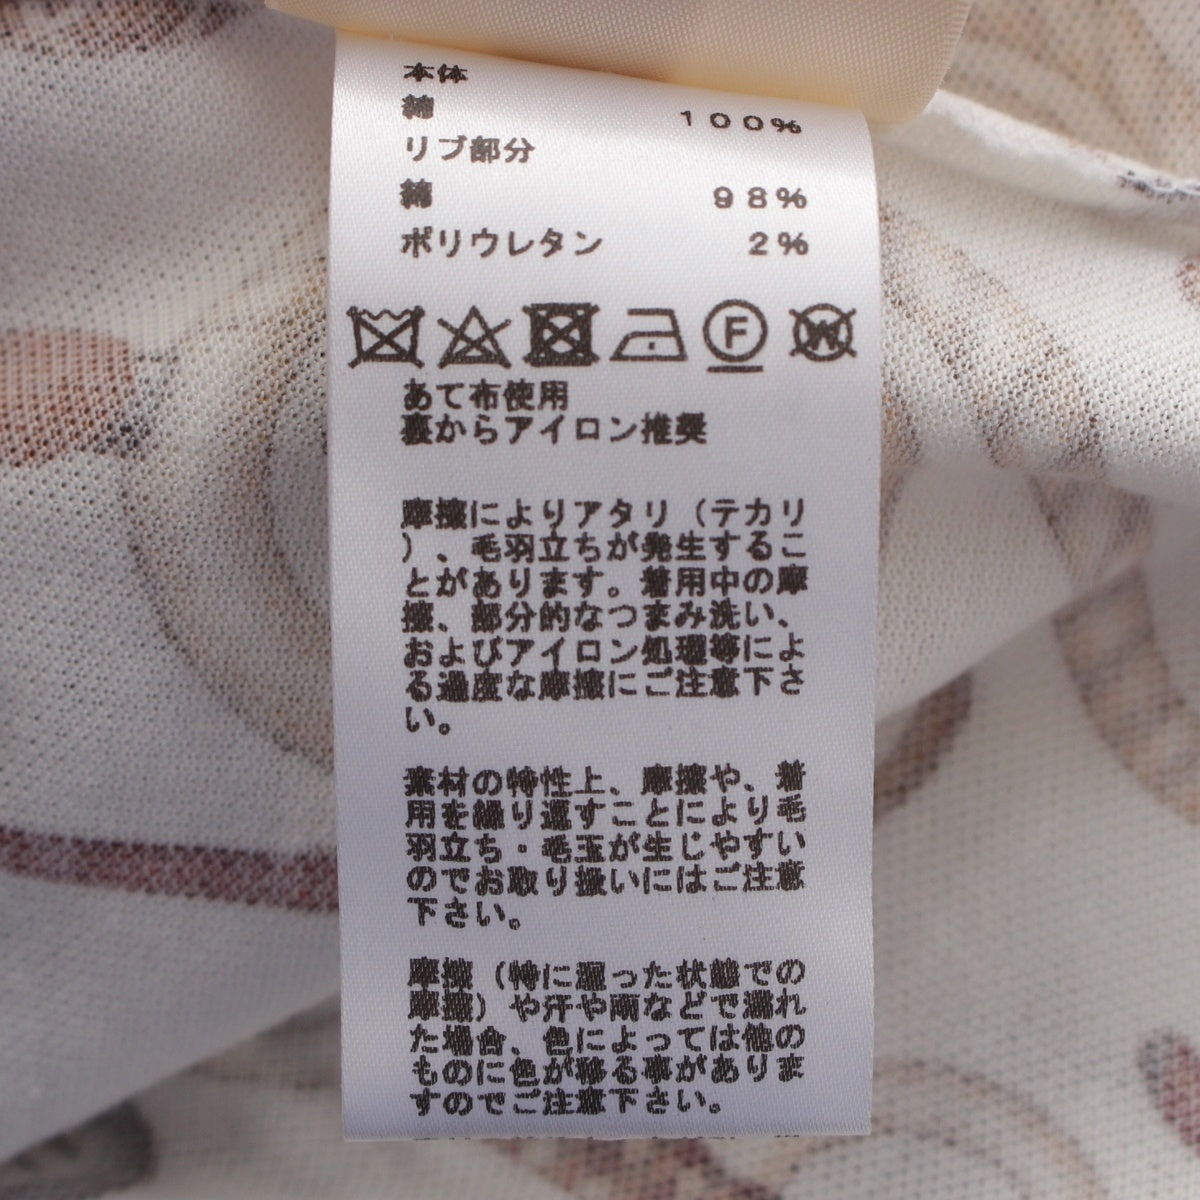 本体
綿 100%
リブ部分
綿 98%
ポリウレタン 2%
F W
あて布使用
裏からアイロン推奨
摩擦によりアタリ（テカリ
）、毛羽立ちが発生するこ
とがあります。着用中の摩
擦、部分的なつまみ洗い、
およびアイロン処理等によ
る過度な摩擦にご注意下さ
い。
素材の特性上、摩擦や、着
用を繰り返すことにより毛
羽立ち・毛玉が生じやすい
のでお取り扱いにはご注意
下さい。
摩擦（特に湿った状態での
摩擦）や汗や雨などで濡れ
た場合、色によっては他の
ものに色が移る事がありま
すのでご注意下さい。